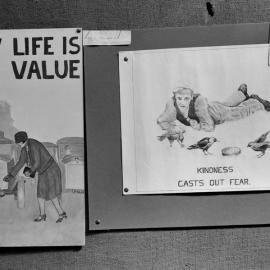 LIFE IS
VALUE
KINDNESS
CASTS OUT FEAR.